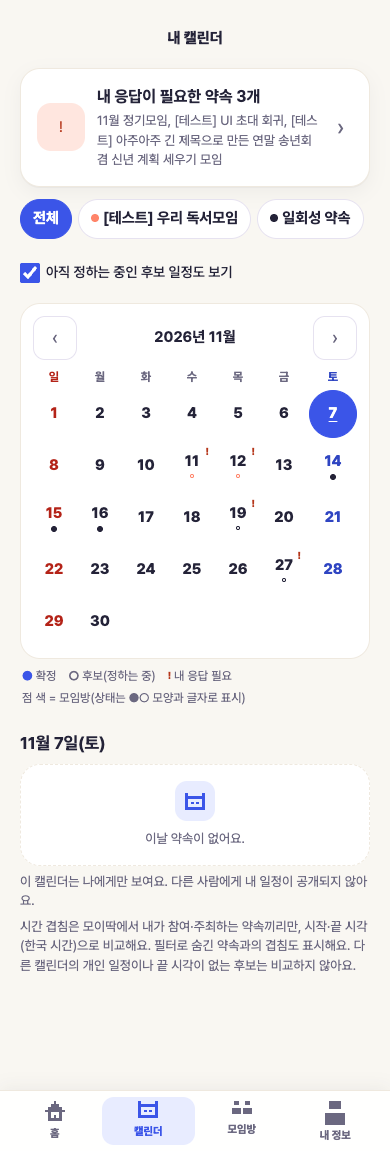 내 캘린더
내 응답이 필요한 약속 3개
11월 정기모임, [테스트] UI 초대 회귀, [테스
트] 아주아주 긴 제목으로 만든 연말 송년회
겸 신년 계획 세우기 모임
전체 [테스트] 우리 독서모임 일회성 약속
아직 정하는 중인 후보 일정도 보기
2026년 11월
일 월 화 수 목 금 토
1 2 3 4 5 6 7
8 9 10 11 ! 12 ! 13 14
15 16 17 18 19 ! 20 21
22 23 24 25 26 27 ! 28
29 30
● 확정 ○ 후보(정하는 중) ! 내 응답 필요
점 색 = 모임방(상태는 ●○ 모양과 글자로 표시)
11월 7일(토)
이날 약속이 없어요.
이 캘린더는 나에게만 보여요. 다른 사람에게 내 일정이 공개되지 않아
요.
시간 겹침은 모이딱에서 내가 참여·주최하는 약속끼리만, 시작·끝 시각
(한국 시간)으로 비교해요. 필터로 숨긴 약속과의 겹침도 표시해요. 다
른 캘린더의 개인 일정이나 끝 시각이 없는 후보는 비교하지 않아요.
홈 캘린더 모임방 내 정보